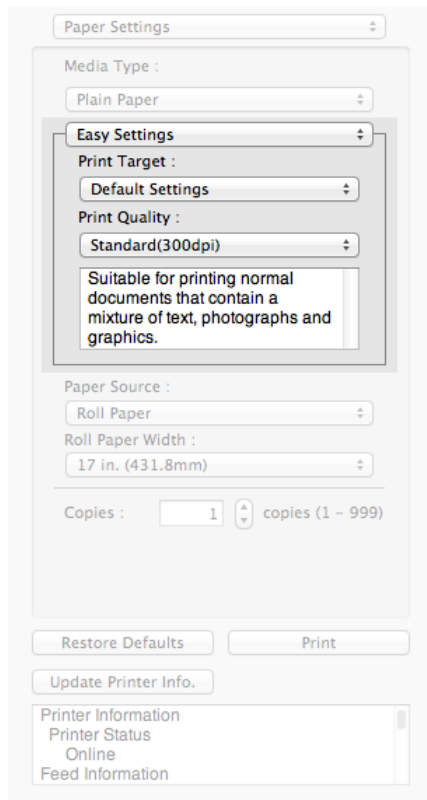 Paper Settings
Media Type :
Plain Paper
Easy Settings
Print Target :
Default Settings
Print Quality :
Standard(300dpi)
Suitable for printing normal
documents that contain a
mixture of text, photographs and
graphics.
Paper Source :
Roll Paper
Roll Paper Width :
17 in. (431.8mm)
Copies : 1 copies (1 – 999)
Restore Defaults Print
Update Printer Info.
Printer Information
Printer Status
Online
Feed Information